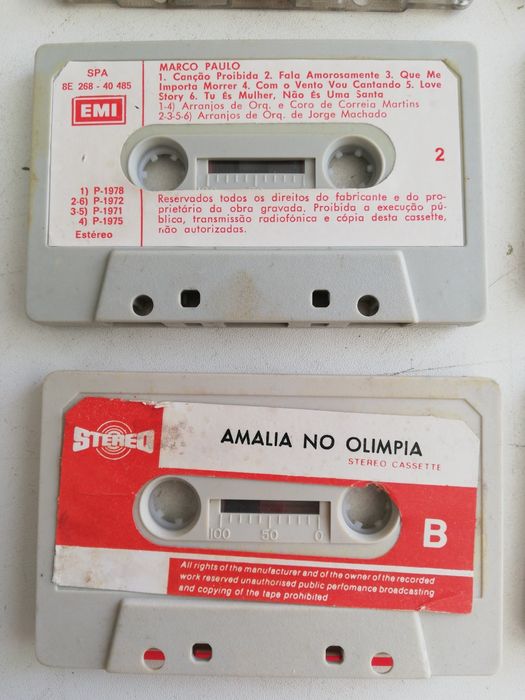 SPA
8E 268 - 40 485
EMI
MARCO PAULO
1. Canção Proibida 2. Fala Amorosamente 3. Que Me
Importa Morrer 4. Com o Vento Vou Cantando 5. Love
Story 6. Tu És Mulher, Não És Uma Santa
1-4) Arranjos de Orq. e Coro de Correia Martins
2-3-5-6) Arranjos de Orq. de Jorge Machado
2
1) P-1978
2-6) P-1972
3-5) P-1971
4) P-1975
Estéreo
Reservados todos os direitos do fabricante e do pro-
prietário da obra gravada. Proibida a execução pú-
blica, transmissão radiofónica e cópia desta cassette,
não autorizadas.
STEREO
AMALIA NO OLIMPIA
STEREO CASSETTE
100 50 0
B
All rights of the manufacturer and of the owner of the recorded
work reserved unauthorised public perfomance broadcasting
and copying of the tape prohibited